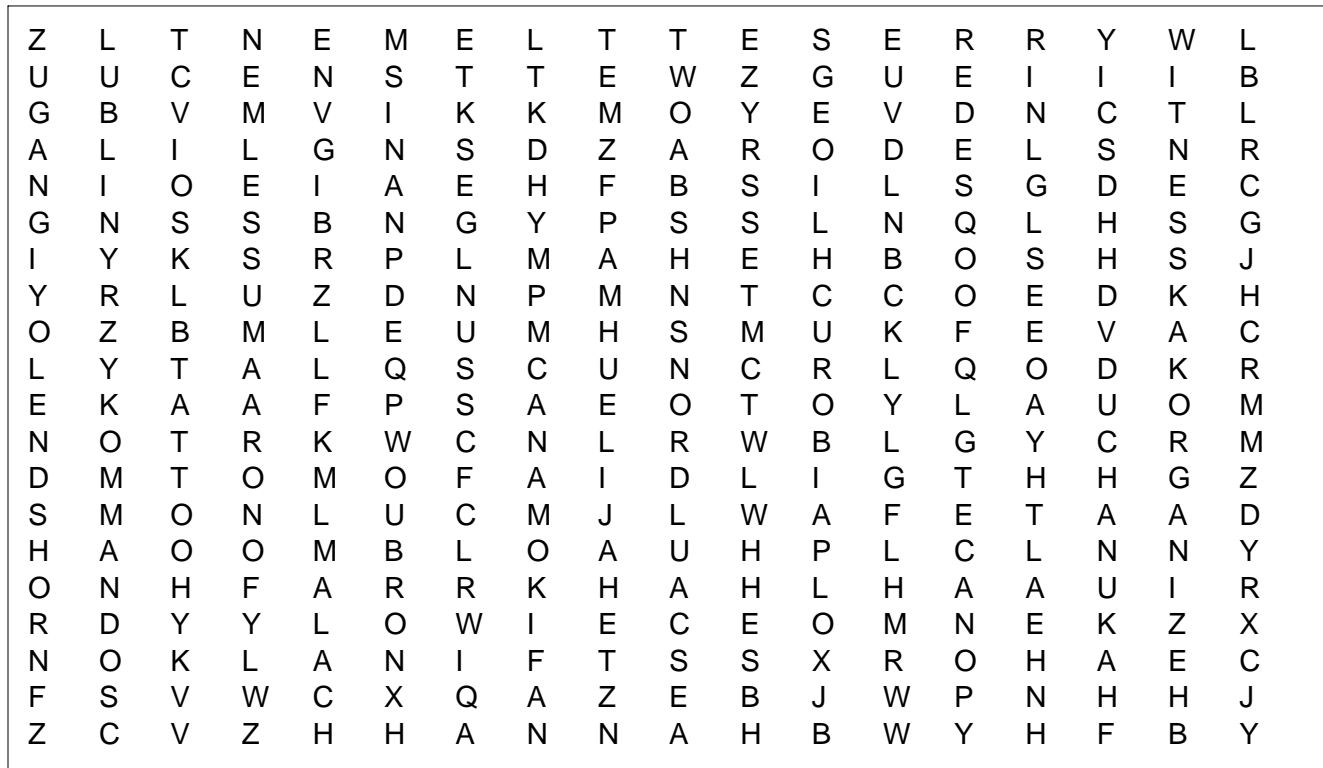 Z L T N E M E L T T E S E R R Y W L
U U C E N S T T E W Z G U E I I I B
G B V M V I K K M O Y E V D N C T L
A L I L G N S D Z A R O D E L S N R
N I O E I A E H F B S I L S G D E C
G N S S B N G Y P S S L N Q L H S G
I Y K S R P L M A H E H B O S H S J
Y R L U Z D N P M N T C C O E D K H
O Z B M L E U M H S M U K F E V A C
L Y T A L Q S C U N C R L Q O D K R
E K A A F P S A E O T O Y L A U O M
N O T R K W C N L R W B L G Y C R M
D M T O M O F A I D L I G T H H G Z
S M O N L U C M J L W A F E T A A D
H A O O M B L O A U H P L C L N N Y
O N H F A R R K H A H L H A A U I R
R D Y Y L O W I E C E O M N E K Z X
N O K L A N I F T S S X R O H A E C
F S V W C X Q A Z E B J W P N H H J
Z C V Z H H A N N A H B W Y H F B Y